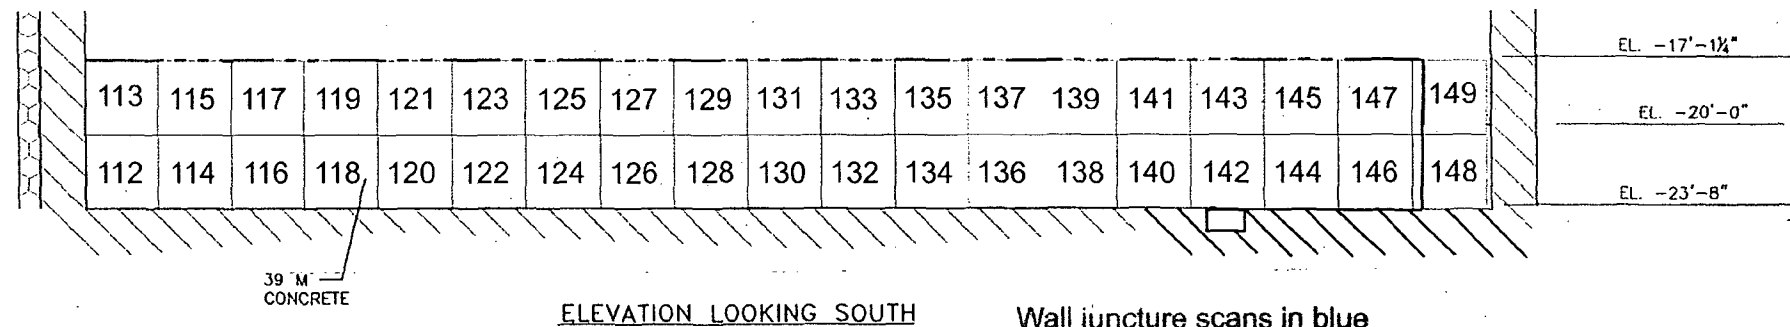 EL. -17'-1¼"
113 115 117 119 121 123 125 127 129 131 133 135 137 139 141 143 145 147 149
EL. -20'-0"
112 114 116 118 120 122 124 126 128 130 132 134 136 138 140 142 144 146 148
EL. -23'-8"
39 M
CONCRETE
ELEVATION LOOKING SOUTH
Wall juncture scans in blue